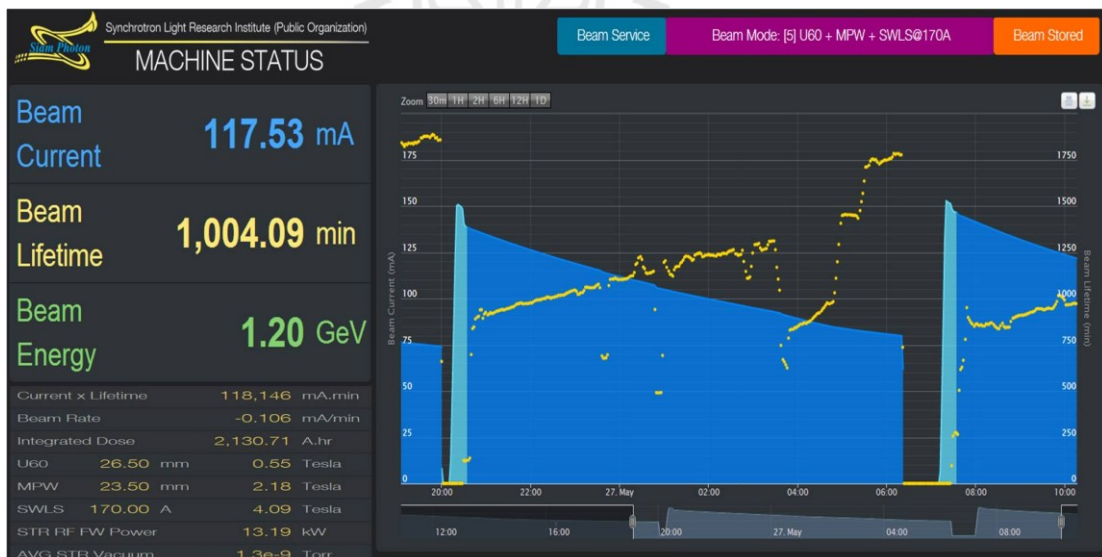 Siam Photon
Synchrotron Light Research Institute (Public Organization)
MACHINE STATUS
Beam Service
Beam Mode: [5] U60 + MPW + SWLS@170A
Beam Stored
Beam
Current
117.53 mA
Beam
Lifetime
1,004.09 min
Beam
Energy
1.20 GeV
Current x Lifetime 118,146 mA.min
Beam Rate -0.106 mA/min
Integrated Dose 2,130.71 A.hr
U60 26.50 mm 0.55 Tesla
MPW 23.50 mm 2.18 Tesla
SWLS 170.00 A 4.09 Tesla
STR RF FW Power 13.19 kW
AVG STR Vacuum 1.3e-9 Torr
Zoom 30m 1H 2H 6H 12H 1D
Beam Current (mA)
175
150
125
100
75
50
25
0
1750
1500
1250
1000
750
500
250
0
Beam Lifetime (min)
20:00 22:00 27. May 02:00 04:00 06:00 08:00 10:00
12:00 16:00 20:00 27. May 04:00 08:00